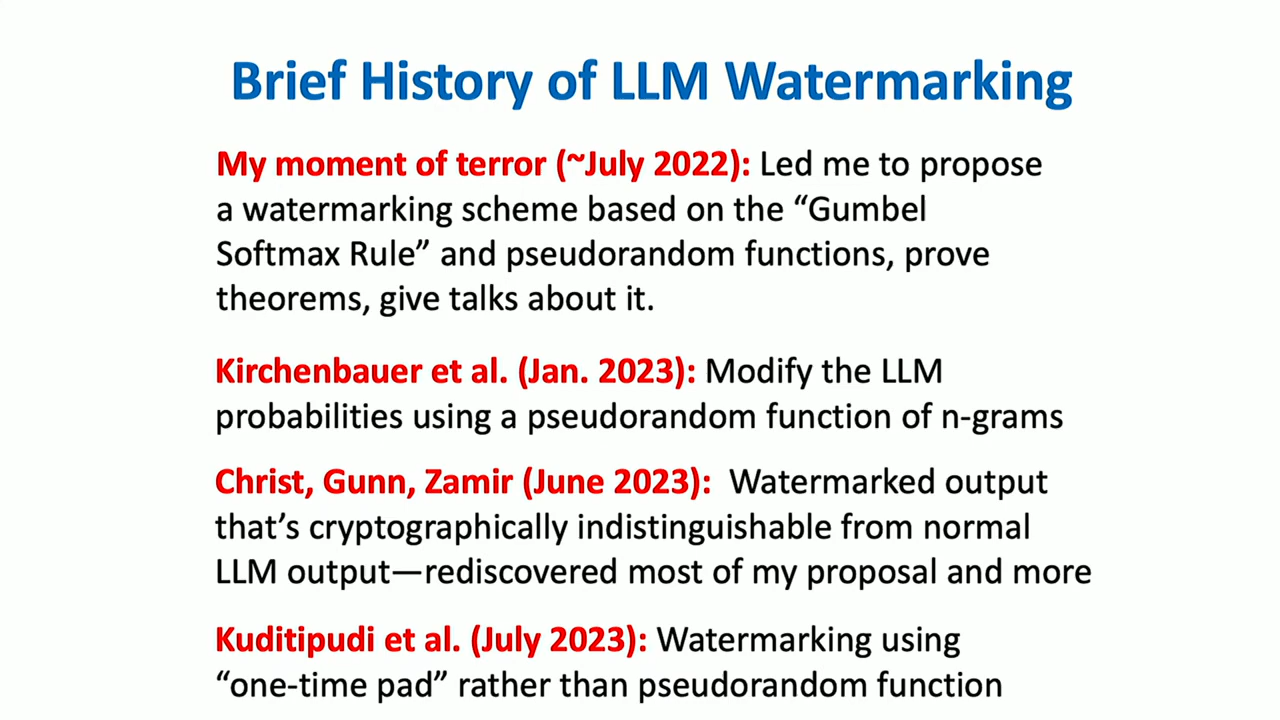 Brief History of LLM Watermarking
My moment of terror (~July 2022): Led me to propose
a watermarking scheme based on the “Gumbel
Softmax Rule” and pseudorandom functions, prove
theorems, give talks about it.
Kirchenbauer et al. (Jan. 2023): Modify the LLM
probabilities using a pseudorandom function of n-grams
Christ, Gunn, Zamir (June 2023): Watermarked output
that’s cryptographically indistinguishable from normal
LLM output—rediscovered most of my proposal and more
Kuditipudi et al. (July 2023): Watermarking using
“one-time pad” rather than pseudorandom function